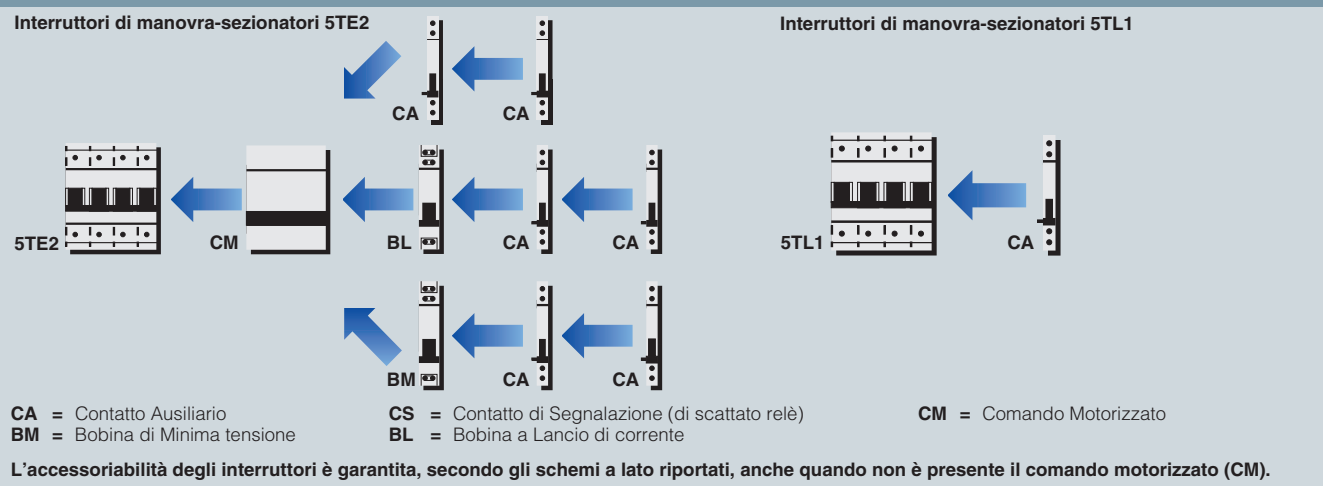 Interruttori di manovra-sezionatori 5TE2
Interruttori di manovra-sezionatori 5TL1
CA
CA
5TE2
CM
BL
CA
CA
5TL1
CA
BM
CA
CA
CA = Contatto Ausiliario
CS = Contatto di Segnalazione (di scattato relè)
CM = Comando Motorizzato
BM = Bobina di Minima tensione
BL = Bobina a Lancio di corrente
L'accessoriabilità degli interruttori è garantita, secondo gli schemi a lato riportati, anche quando non è presente il comando motorizzato (CM).